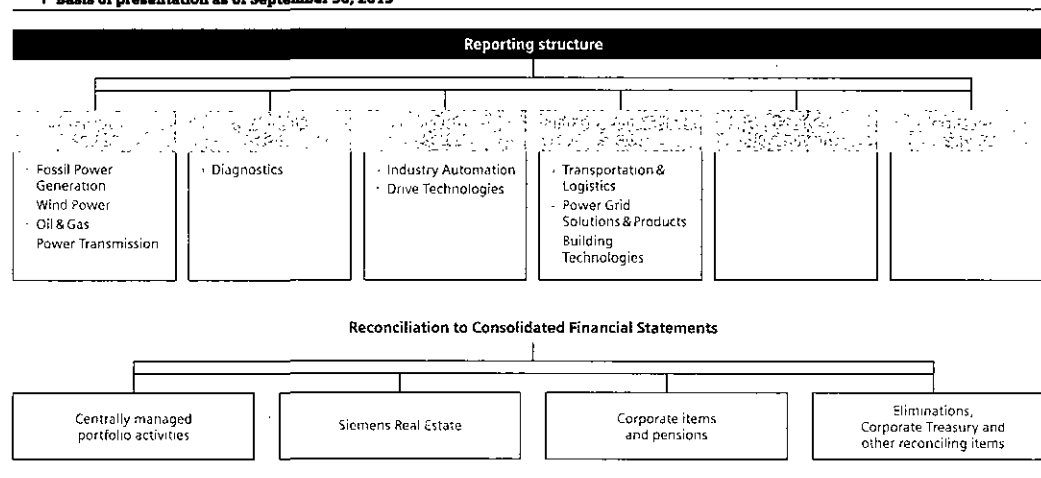 Basis of presentation as of September 30, 2013
Reporting structure
· Fossil Power
Generation
Wind Power
· Oil & Gas
Power Transmission
· Diagnostics
· Industry Automation
· Drive Technologies
· Transportation &
Logistics
- Power Grid
Solutions & Products
Building
Technologies
Reconciliation to Consolidated Financial Statements
Centrally managed
portfolio activities
Siemens Real Estate
Corporate items
and pensions
Eliminations,
Corporate Treasury and
other reconciling items